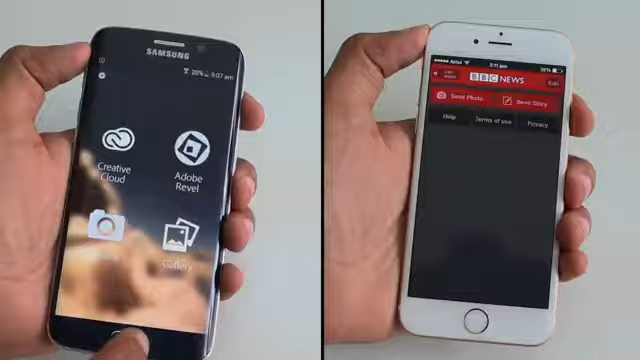 SAMSUNG
20% 9:07 am
Creative
Cloud
Adobe
Revel
Gallery
Airtel 3:11 pm 39%
BBC NEWS
Edit
Send Photo
Send Story
Help
Terms of use
Privacy